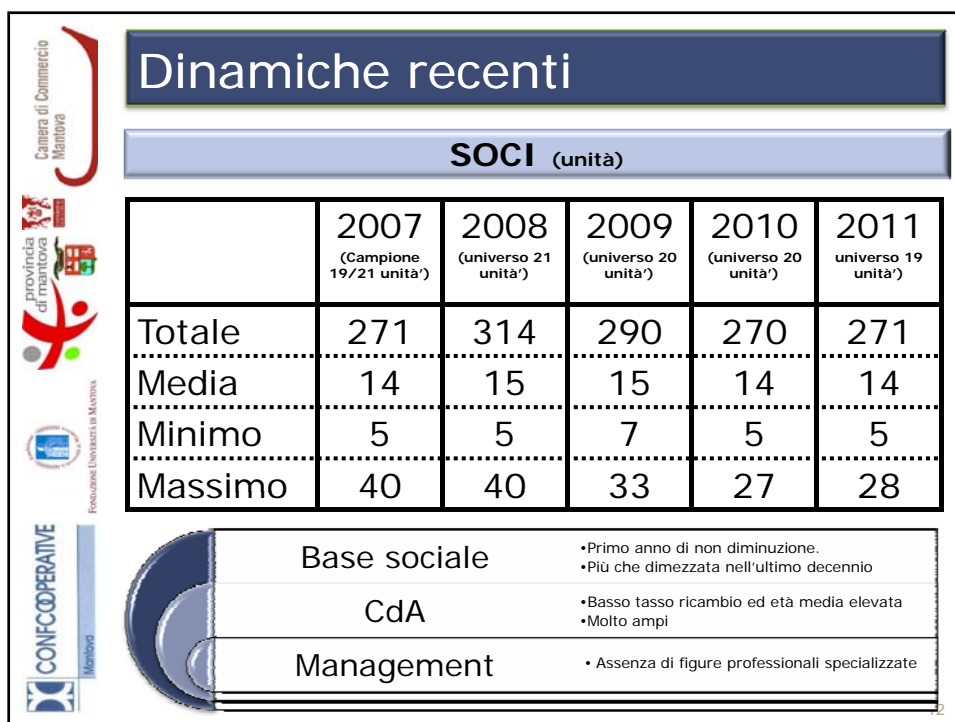 Dinamiche recenti
SOCI (unità)
2007 2008 2009 2010 2011
(Campione 19/21 unità') (universo 21 unità') (universo 20 unità') (universo 20 unità') universo 19 unità')
Totale 271 314 290 270 271
Media 14 15 15 14 14
Minimo 5 5 7 5 5
Massimo 40 40 33 27 28
Base sociale
•Primo anno di non diminuzione.
•Più che dimezzata nell'ultimo decennio
CdA
•Basso tasso ricambio ed età media elevata
•Molto ampi
Management
• Assenza di figure professionali specializzate
Camera di Commercio
Mantova
provincia
di mantova
FONDAZIONE UNIVERSITÀ DI MANTOVA
CONFCOOPERATIVE
Mantova